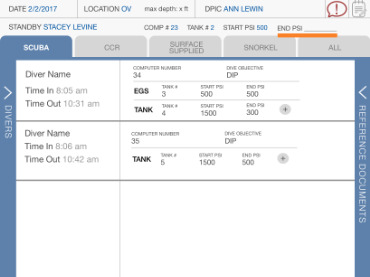 DATE 2/2/2017 LOCATION OV max depth: x ft DPIC ANN LEWIN
STANDBY STACEY LEVINE COMP # 23 TANK # 2 START PSI 500 END PSI
SCUBA CCR SURFACE SUPPLIED SNORKEL ALL
DIVERS
Diver Name
Time In 8:05 am
Time Out 10:31 am
COMPUTER NUMBER DIVE OBJECTIVE
34 DIP
EGS TANK # 3 START PSI 500 END PSI 500
TANK TANK # 4 START PSI 1500 END PSI 300 +
Diver Name
Time In 8:06 am
Time Out 10:42 am
COMPUTER NUMBER DIVE OBJECTIVE
35 DIP
TANK TANK # 5 START PSI 1500 END PSI 500 +
REFERENCE DOCUMENTS